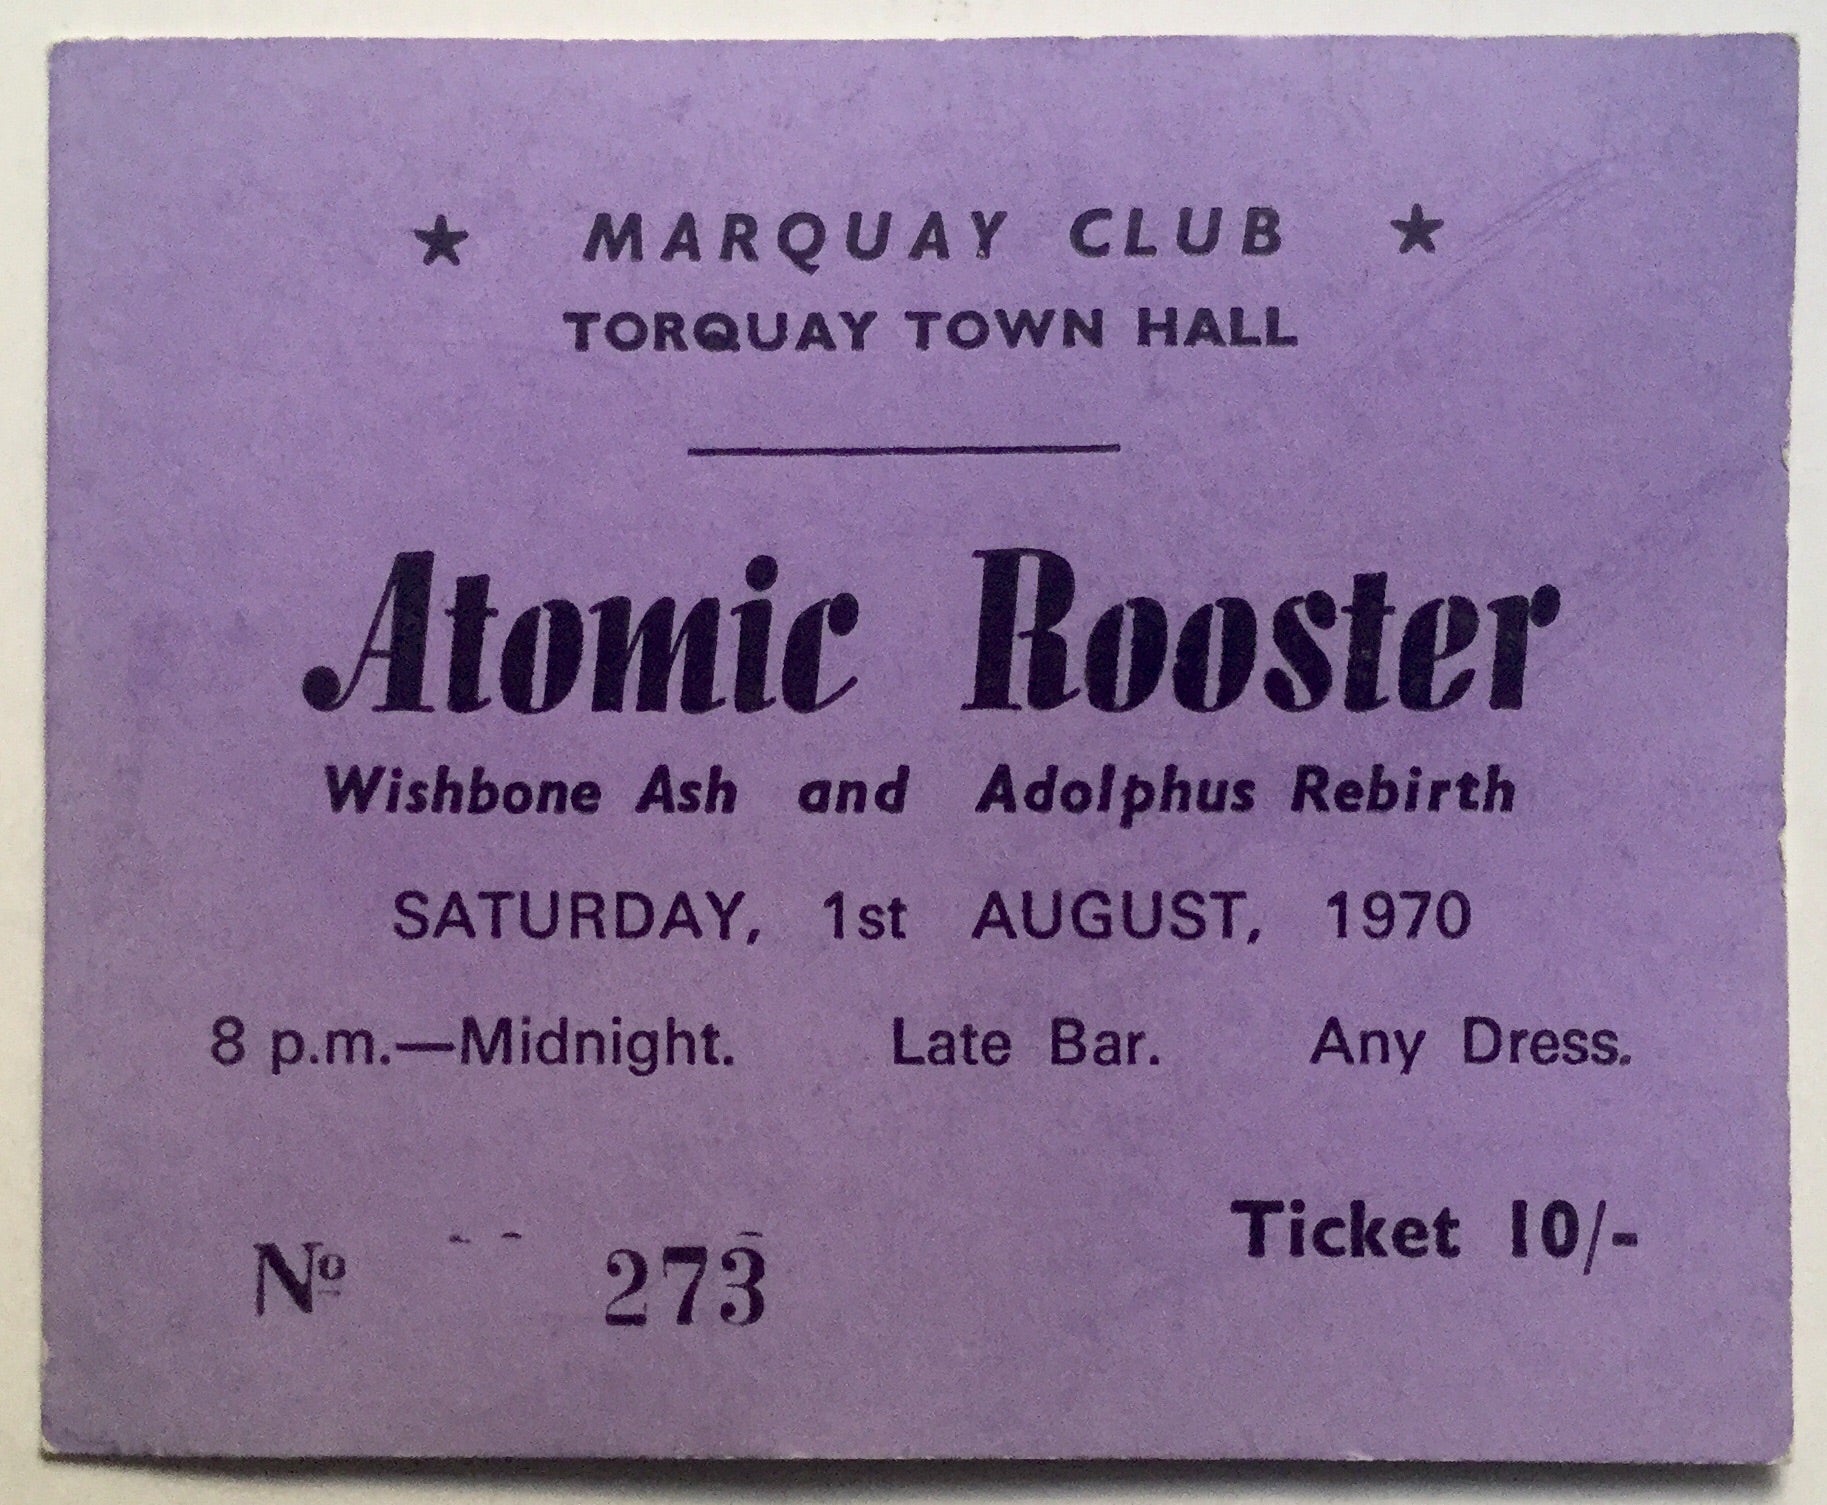 ★ MARQUAY CLUB ★
TORQUAY TOWN HALL
Atomic Rooster
Wishbone Ash and Adolphus Rebirth
SATURDAY, 1st AUGUST, 1970
8 p.m.—Midnight. Late Bar. Any Dress.
Ticket 10/-
Nº 273